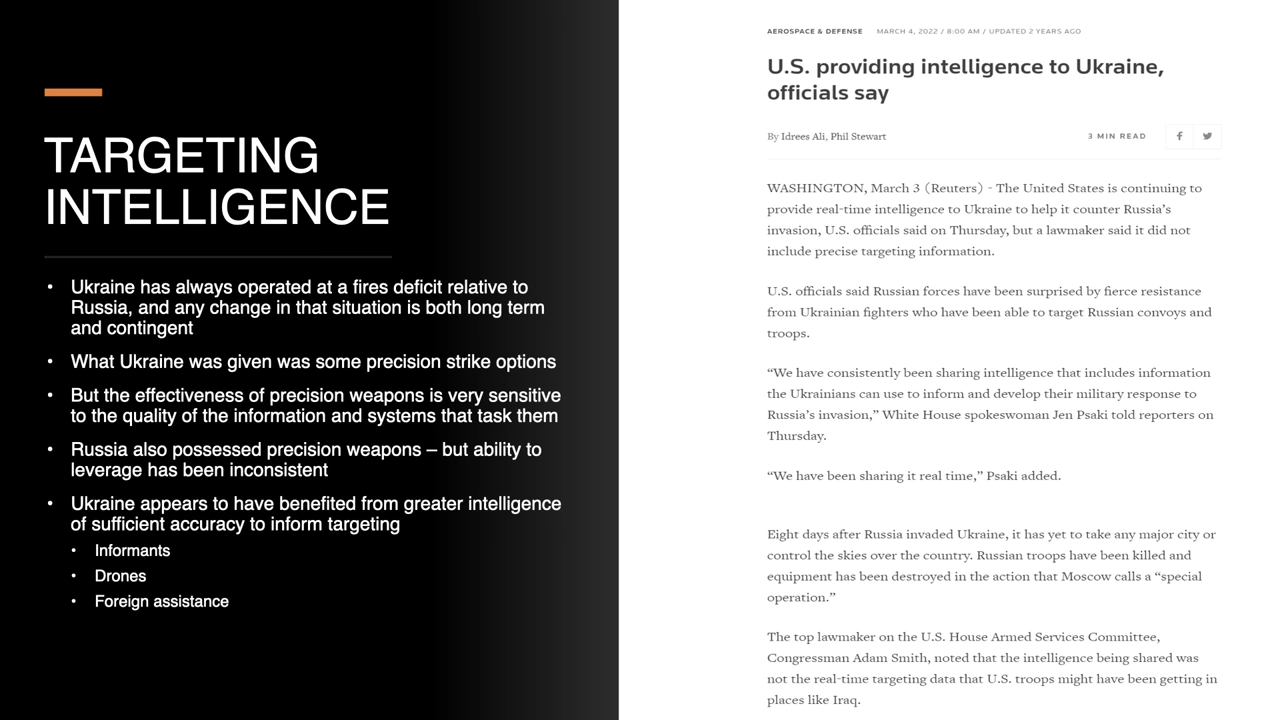 TARGETING
INTELLIGENCE
• Ukraine has always operated at a fires deficit relative to
Russia, and any change in that situation is both long term
and contingent
• What Ukraine was given was some precision strike options
• But the effectiveness of precision weapons is very sensitive
to the quality of the information and systems that task them
• Russia also possessed precision weapons – but ability to
leverage has been inconsistent
• Ukraine appears to have benefited from greater intelligence
of sufficient accuracy to inform targeting
• Informants
• Drones
• Foreign assistance
AEROSPACE & DEFENSE MARCH 4, 2022 / 8:00 AM / UPDATED 2 YEARS AGO
U.S. providing intelligence to Ukraine,
officials say
By Idrees Ali, Phil Stewart 3 MIN READ
WASHINGTON, March 3 (Reuters) - The United States is continuing to
provide real-time intelligence to Ukraine to help it counter Russia’s
invasion, U.S. officials said on Thursday, but a lawmaker said it did not
include precise targeting information.
U.S. officials said Russian forces have been surprised by fierce resistance
from Ukrainian fighters who have been able to target Russian convoys and
troops.
“We have consistently been sharing intelligence that includes information
the Ukrainians can use to inform and develop their military response to
Russia’s invasion,” White House spokeswoman Jen Psaki told reporters on
Thursday.
“We have been sharing it real time,” Psaki added.
Eight days after Russia invaded Ukraine, it has yet to take any major city or
control the skies over the country. Russian troops have been killed and
equipment has been destroyed in the action that Moscow calls a “special
operation.”
The top lawmaker on the U.S. House Armed Services Committee,
Congressman Adam Smith, noted that the intelligence being shared was
not the real-time targeting data that U.S. troops might have been getting in
places like Iraq.